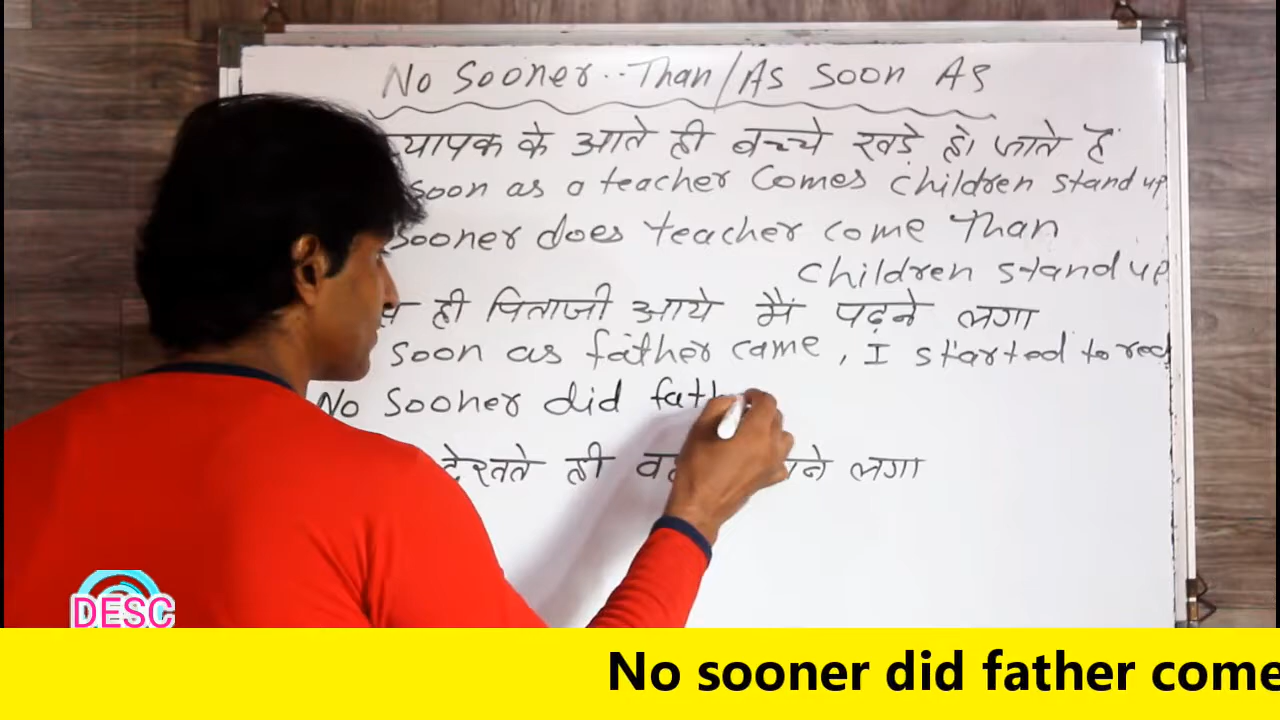 No Sooner..Than/As Soon As
के आते ही बच्चे खड़े हो जाते हैं
soon as a teacher comes children stand up
sooner does teacher come Than
children stand up
ही पिताजी आये मैं पढ़ने लगा
soon as father came, I started to
No Sooner did fath
देखते ही लगा
DESC
No sooner did father come